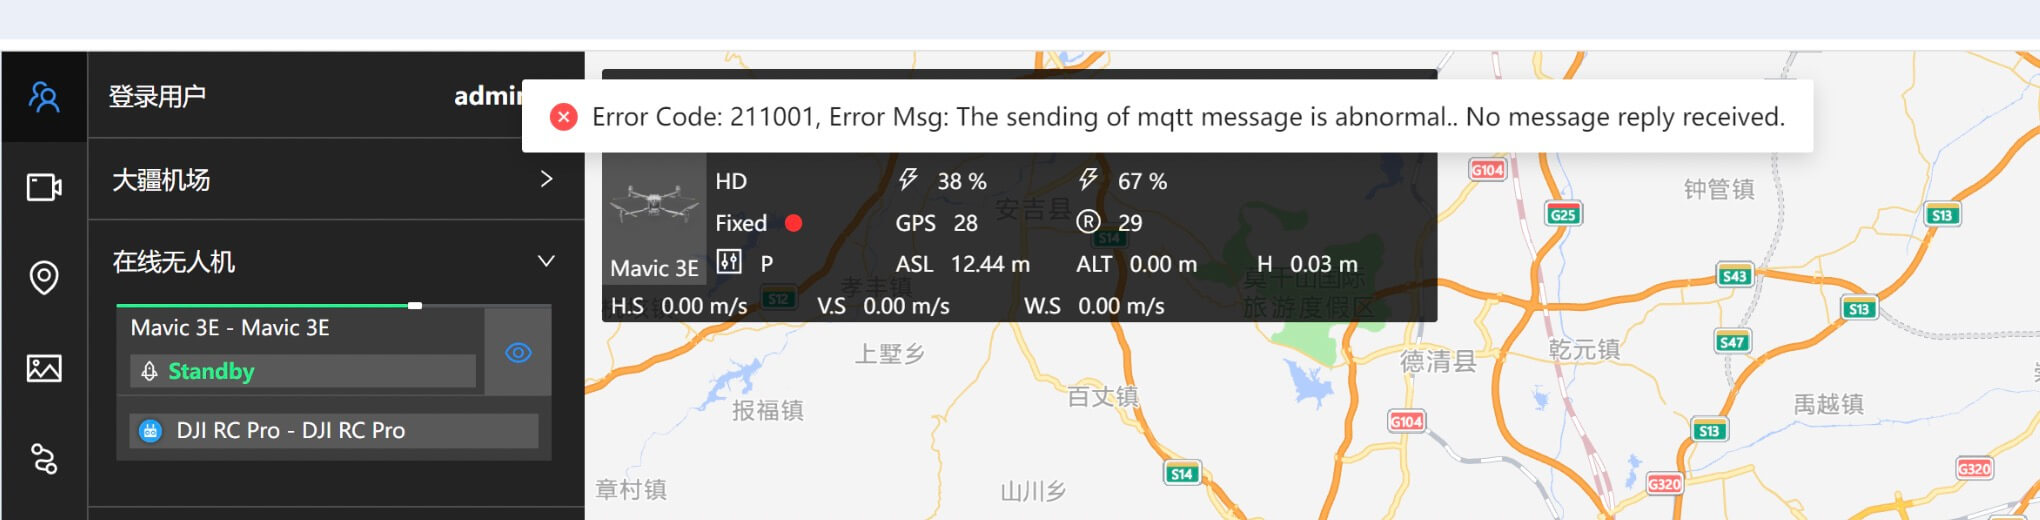 登录用户 admin
Error Code: 211001, Error Msg: The sending of mqtt message is abnormal.. No message reply received.
大疆机场
在线无人机
Mavic 3E - Mavic 3E
Standby
DJI RC Pro - DJI RC Pro
HD 38 % 67 %
Fixed GPS 28 R 29
Mavic 3E P ASL 12.44 m ALT 0.00 m H 0.03 m
H.S 0.00 m/s V.S 0.00 m/s W.S 0.00 m/s
安吉县
S14
孝丰镇
S12
莫干山国际
旅游度假区
G104
钟管镇
G25
S13
S43
S13
S47
上墅乡
德清县
乾元镇
报福镇
百丈镇
禹越镇
G104
S13
章村镇
山川乡
S14
G320
G320